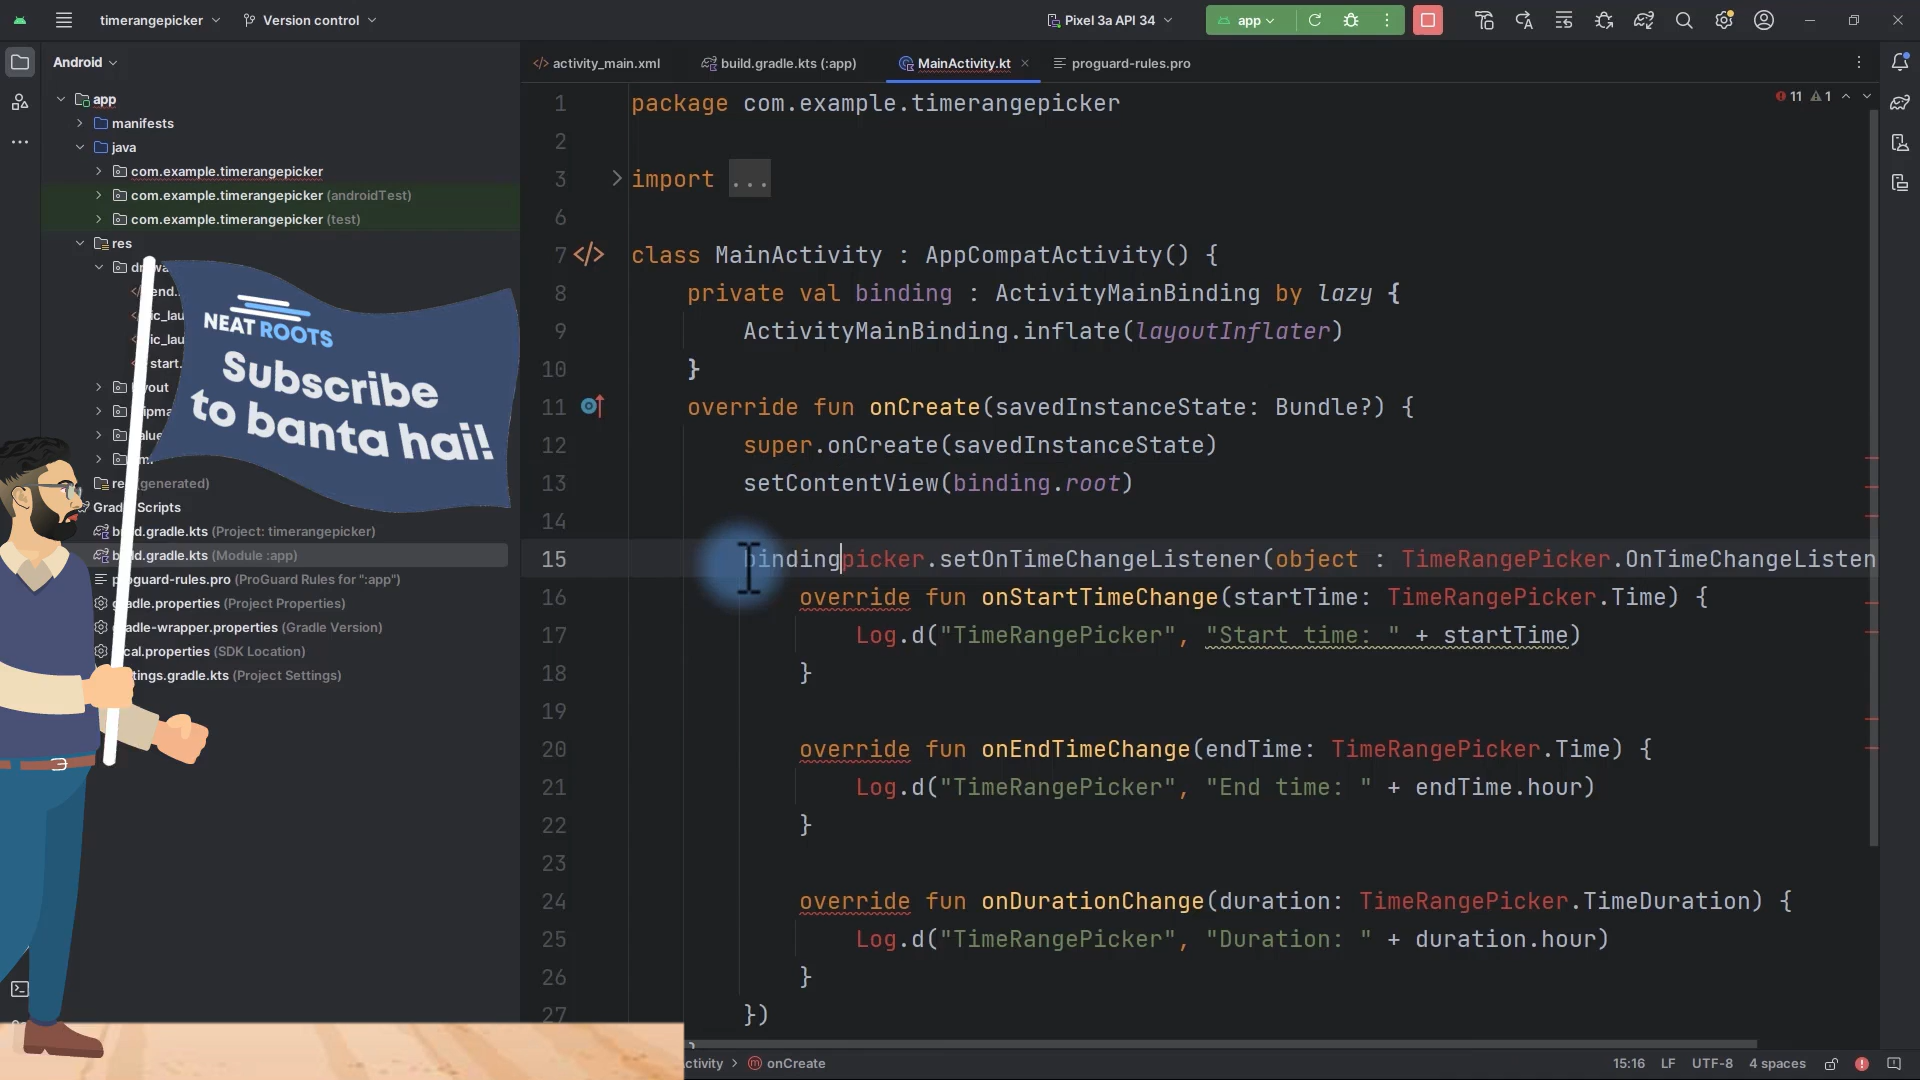 timerangepicker
Version control
Pixel 3a API 34
app
Android
activity_main.xml
build.gradle.kts (:app)
MainActivity.kt
proguard-rules.pro
app
manifests
java
com.example.timerangepicker
com.example.timerangepicker (androidTest)
com.example.timerangepicker (test)
res
NEAT ROOTS
Subscribe
to banta hai!
start.
(generated)
Scripts
.gradle.kts (Project: timerangepicker)
.gradle.kts (Module :app)
proguard-rules.pro (ProGuard Rules for ":app")
gradle.properties (Project Properties)
gradle-wrapper.properties (Gradle Version)
cal.properties (SDK Location)
tings.gradle.kts (Project Settings)
11 1
1 package com.example.timerangepicker
2
3 import ...
6
7 class MainActivity : AppCompatActivity() {
8 private val binding : ActivityMainBinding by lazy {
9 ActivityMainBinding.inflate(layoutInflater)
10 }
11 override fun onCreate(savedInstanceState: Bundle?) {
12 super.onCreate(savedInstanceState)
13 setContentView(binding.root)
14
15 bindingpicker.setOnTimeChangeListener(object : TimeRangePicker.OnTimeChangeListen
16 override fun onStartTimeChange(startTime: TimeRangePicker.Time) {
17 Log.d("TimeRangePicker", "Start time: " + startTime)
18 }
19
20 override fun onEndTimeChange(endTime: TimeRangePicker.Time) {
21 Log.d("TimeRangePicker", "End time: " + endTime.hour)
22 }
23
24 override fun onDurationChange(duration: TimeRangePicker.TimeDuration) {
25 Log.d("TimeRangePicker", "Duration: " + duration.hour)
26 }
27 })
ctivity
onCreate
15:16 LF UTF-8 4 spaces